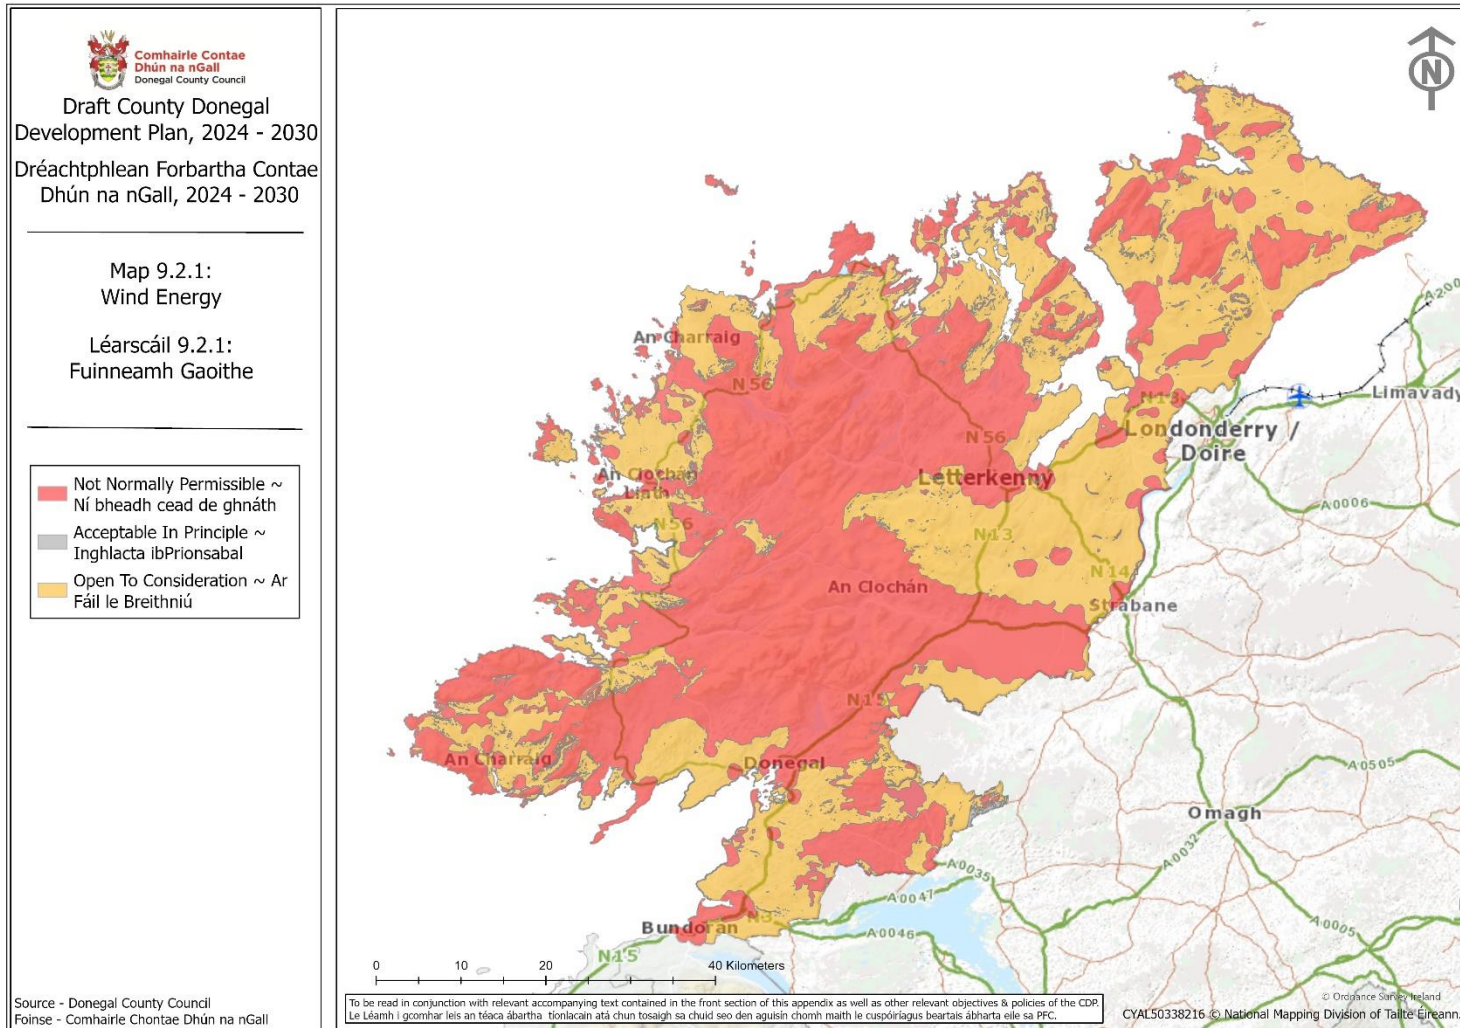 Comhairle Contae
Dhún na nGall
Donegal County Council
Draft County Donegal
Development Plan, 2024 - 2030
Dréachtphlean Forbartha Contae
Dhún na nGall, 2024 - 2030
Map 9.2.1:
Wind Energy
Léarscáil 9.2.1:
Fuinneamh Gaoithe
Not Normally Permissible ~
Ní bheadh cead de ghnáth
Acceptable In Principle ~
Inghlacta ibPrionsabal
Open To Consideration ~ Ar
Fáil le Breithniú
Source - Donegal County Council
Foinse - Comhairle Chontae Dhún na nGall
N
A200
An Charraig
N 56
Limavady
N13
Londonderry /
Doire
N 56
Letterkenny
An Clochán
Liath
A0006
N56
N13
N 14
An Clochán
Strabane
N15
An Charraig
Donegal
A0505
Omagh
A0032
A0035
A0047
A0046
A0005
Bundoran
N3
N15
0 10 20 40 Kilometers
To be read in conjunction with relevant accompanying text contained in the front section of this appendix as well as other relevant objectives & policies of the CDP.
Le Léamh i gcomhar leis an téaca ábartha tionlacain atá chun tosaigh sa chuid seo den aguisín chomh maith le cuspóiríagus beartais ábharta eile sa PFC.
© Ordnance Survey Ireland
CYAL50338216 © National Mapping Division of Tailte Éireann.